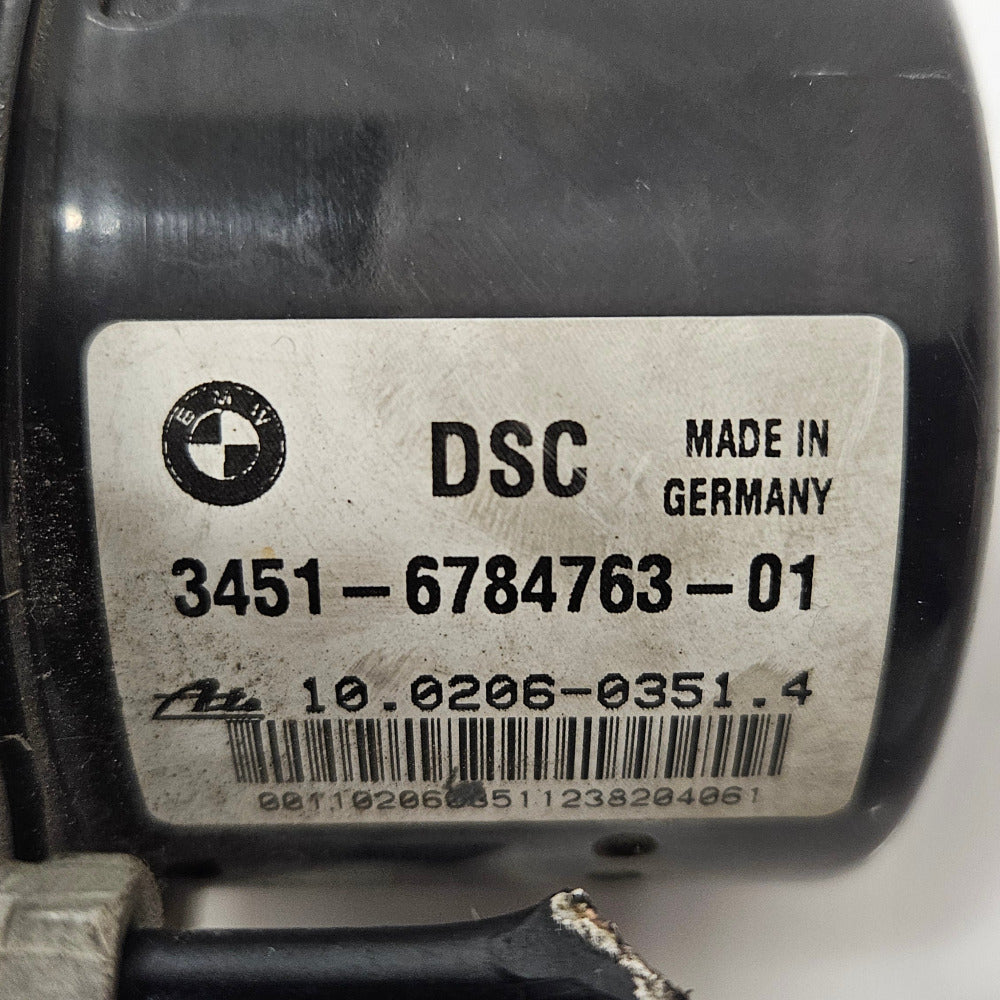 BMW
DSC
MADE IN
GERMANY
3451-6784763-01
Ate 10.0206-0351.4